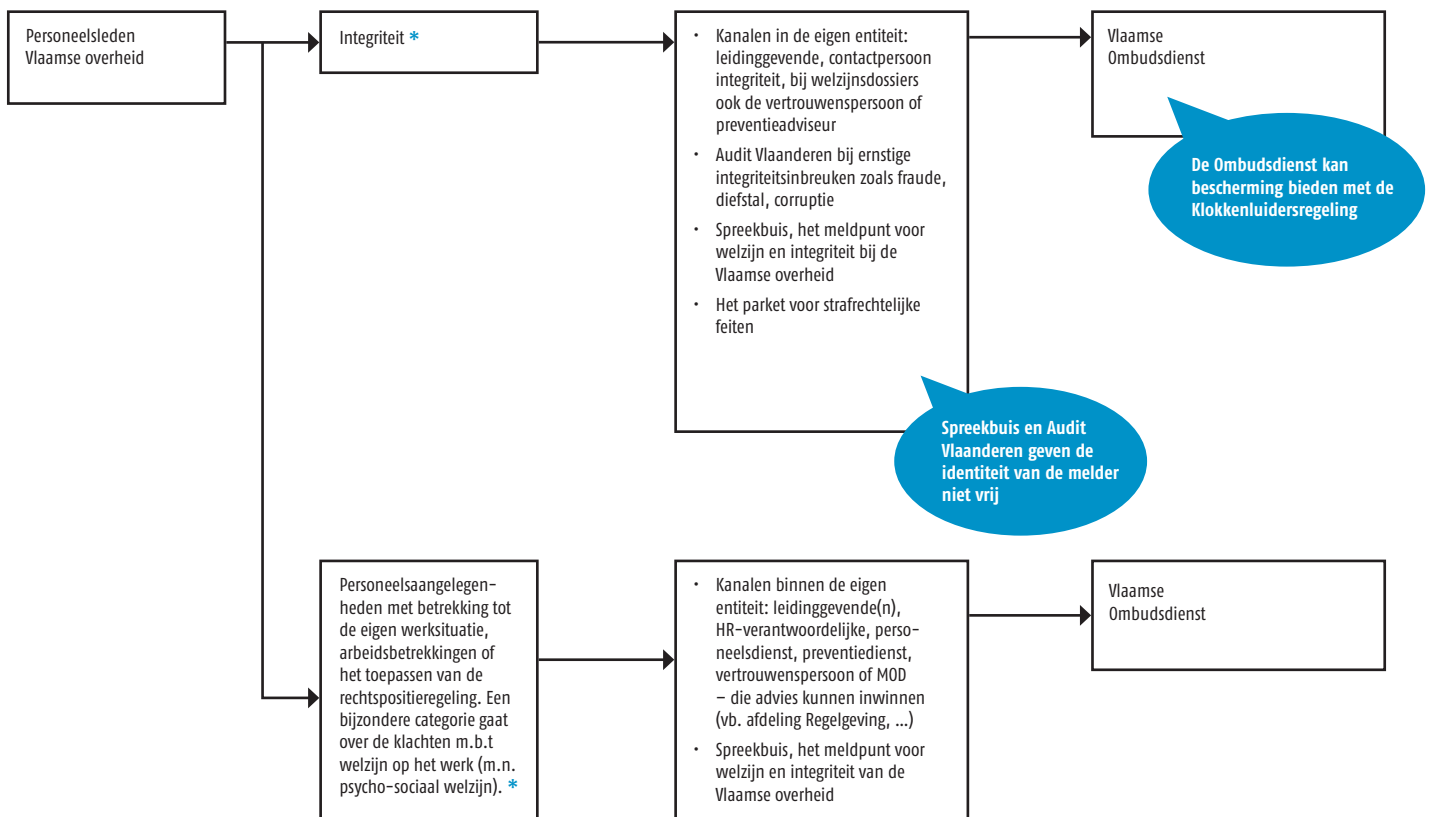 Personeelsleden
Vlaamse overheid
Integriteit *
• Kanalen in de eigen entiteit:
leidinggevende, contactpersoon
integriteit, bij welzijnsdossiers
ook de vertrouwenspersoon of
preventieadviseur
• Audit Vlaanderen bij ernstige
integriteitsinbreuken zoals fraude,
diefstal, corruptie
• Spreekbuis, het meldpunt voor
welzijn en integriteit bij de
Vlaamse overheid
• Het parket voor strafrechtelijke
feiten
Spreekbuis en Audit
Vlaanderen geven de
identiteit van de melder
niet vrij
Vlaamse
Ombudsdienst
De Ombudsdienst kan
bescherming bieden met de
Klokkenluidersregeling
Personeelsaangelegen-
heden met betrekking tot
de eigen werksituatie,
arbeidsbetrekkingen of
het toepassen van de
rechtspositieregeling. Een
bijzondere categorie gaat
over de klachten m.b.t
welzijn op het werk (m.n.
psycho-sociaal welzijn). *
• Kanalen binnen de eigen
entiteit: leidinggevende(n),
HR-verantwoordelijke, perso-
neelsdienst, preventiedienst,
vertrouwenspersoon of MOD
– die advies kunnen inwinnen
(vb. afdeling Regelgeving, ...)
• Spreekbuis, het meldpunt voor
welzijn en integriteit van de
Vlaamse overheid
Vlaamse
Ombudsdienst